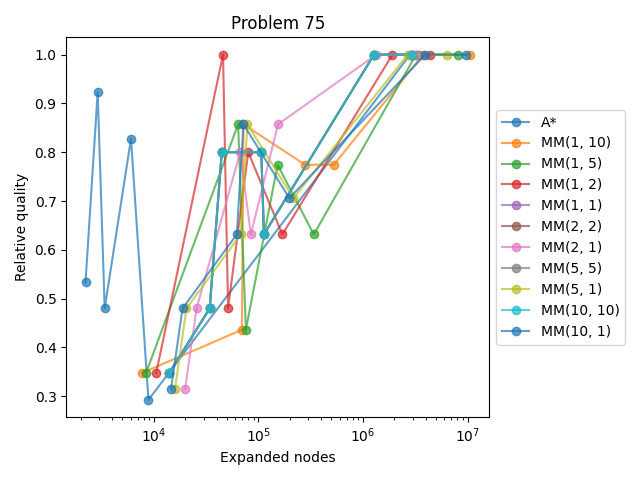 Problem 75
Relative quality
1.0
0.9
0.8
0.7
0.6
0.5
0.4
0.3
10⁴
10⁵
10⁶
10⁷
Expanded nodes
A*
MM(1, 10)
MM(1, 5)
MM(1, 2)
MM(1, 1)
MM(2, 2)
MM(2, 1)
MM(5, 5)
MM(5, 1)
MM(10, 10)
MM(10, 1)